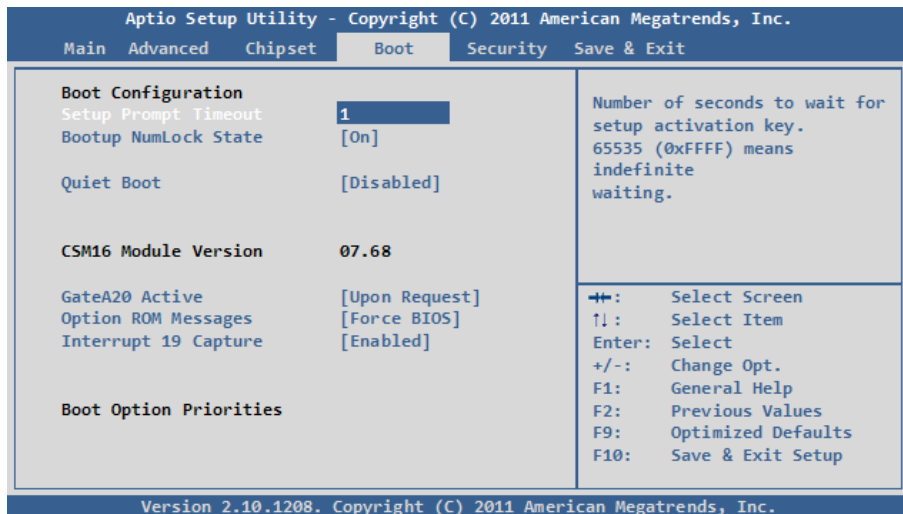 Aptio Setup Utility - Copyright (C) 2011 American Megatrends, Inc.
Main Advanced Chipset Boot Security Save & Exit
Boot Configuration
Setup Prompt Timeout 1
Bootup NumLock State [On]
Quiet Boot [Disabled]
CSM16 Module Version 07.68
GateA20 Active [Upon Request]
Option ROM Messages [Force BIOS]
Interrupt 19 Capture [Enabled]
Boot Option Priorities
Number of seconds to wait for
setup activation key.
65535 (0xFFFF) means
indefinite
waiting.
→←: Select Screen
↑↓: Select Item
Enter: Select
+/-: Change Opt.
F1: General Help
F2: Previous Values
F9: Optimized Defaults
F10: Save & Exit Setup
Version 2.10.1208. Copyright (C) 2011 American Megatrends, Inc.